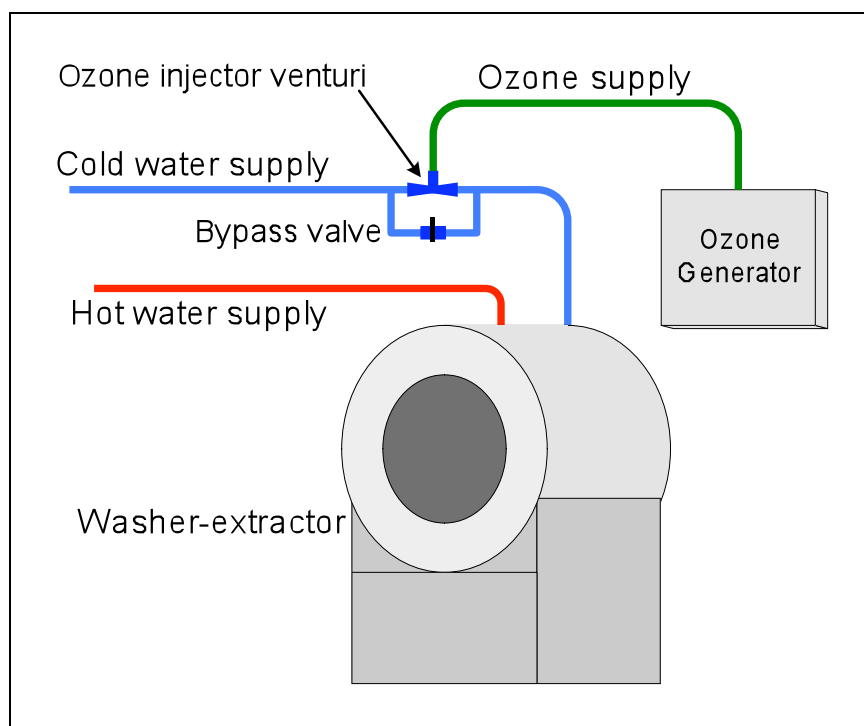 Ozone injector venturi
Ozone supply
Cold water supply
Bypass valve
Ozone
Generator
Hot water supply
Washer-extractor